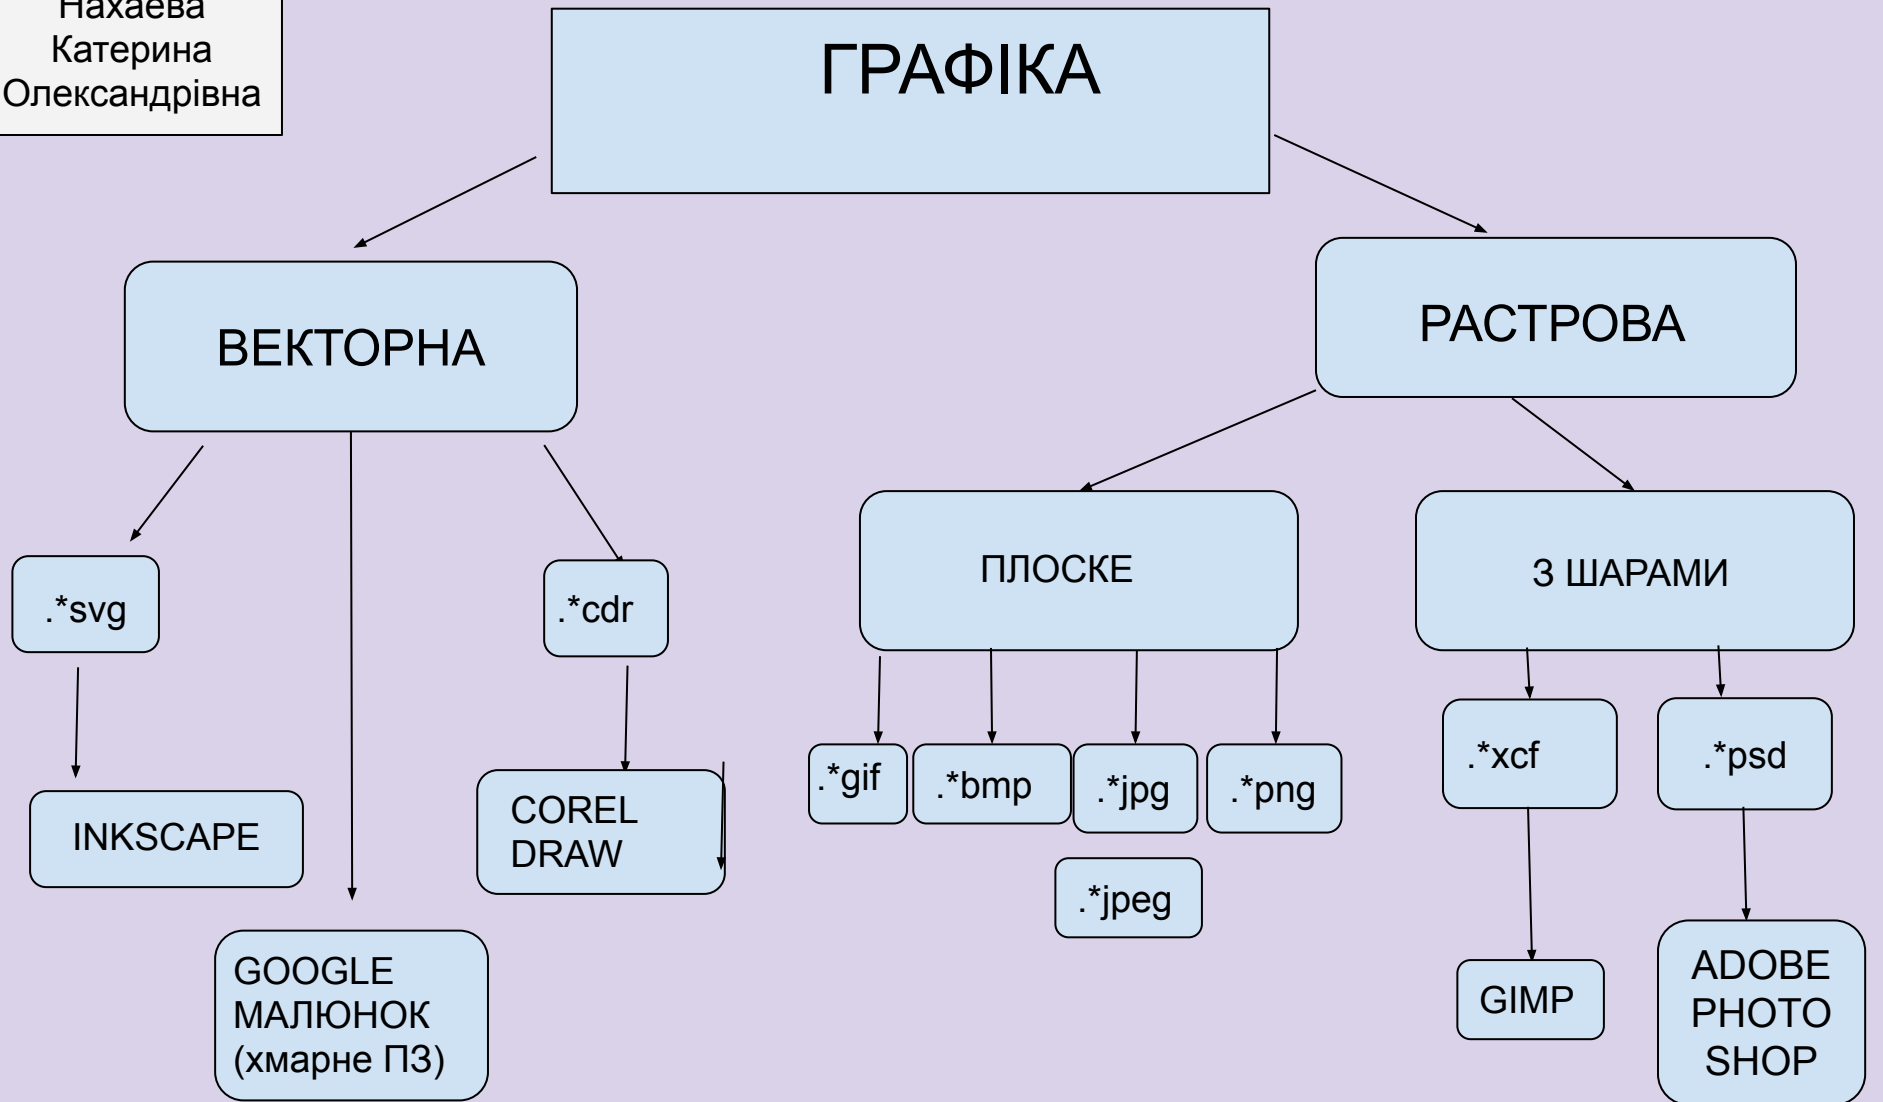 Нахаева
Катерина
Олександрівна
ГРАФІКА
ВЕКТОРНА
РАСТРОВА
ПЛОСКЕ
З ШАРАМИ
.*svg
.*cdr
.*gif
.*bmp
.*jpg
.*png
.*xcf
.*psd
INKSCAPE
COREL
DRAW
.*jpeg
GOOGLE
МАЛЮНОК
(хмарне ПЗ)
GIMP
ADOBE
PHOTO
SHOP